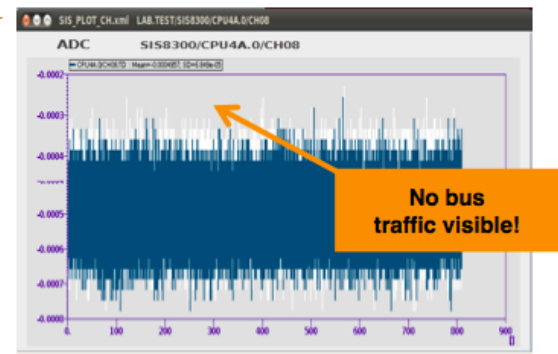 SIS_PLOT_CH.xml LAB.TEST/SIS8300/CPU4A.0/CH08
ADC SIS8300/CPU4A.0/CH08
-0.0002
-0.0003
-0.0004
-0.0005
-0.0006
-0.0007
-0.0008
No bus
traffic visible!
0. 100 200 300 400 500 600 700 800 900
[]